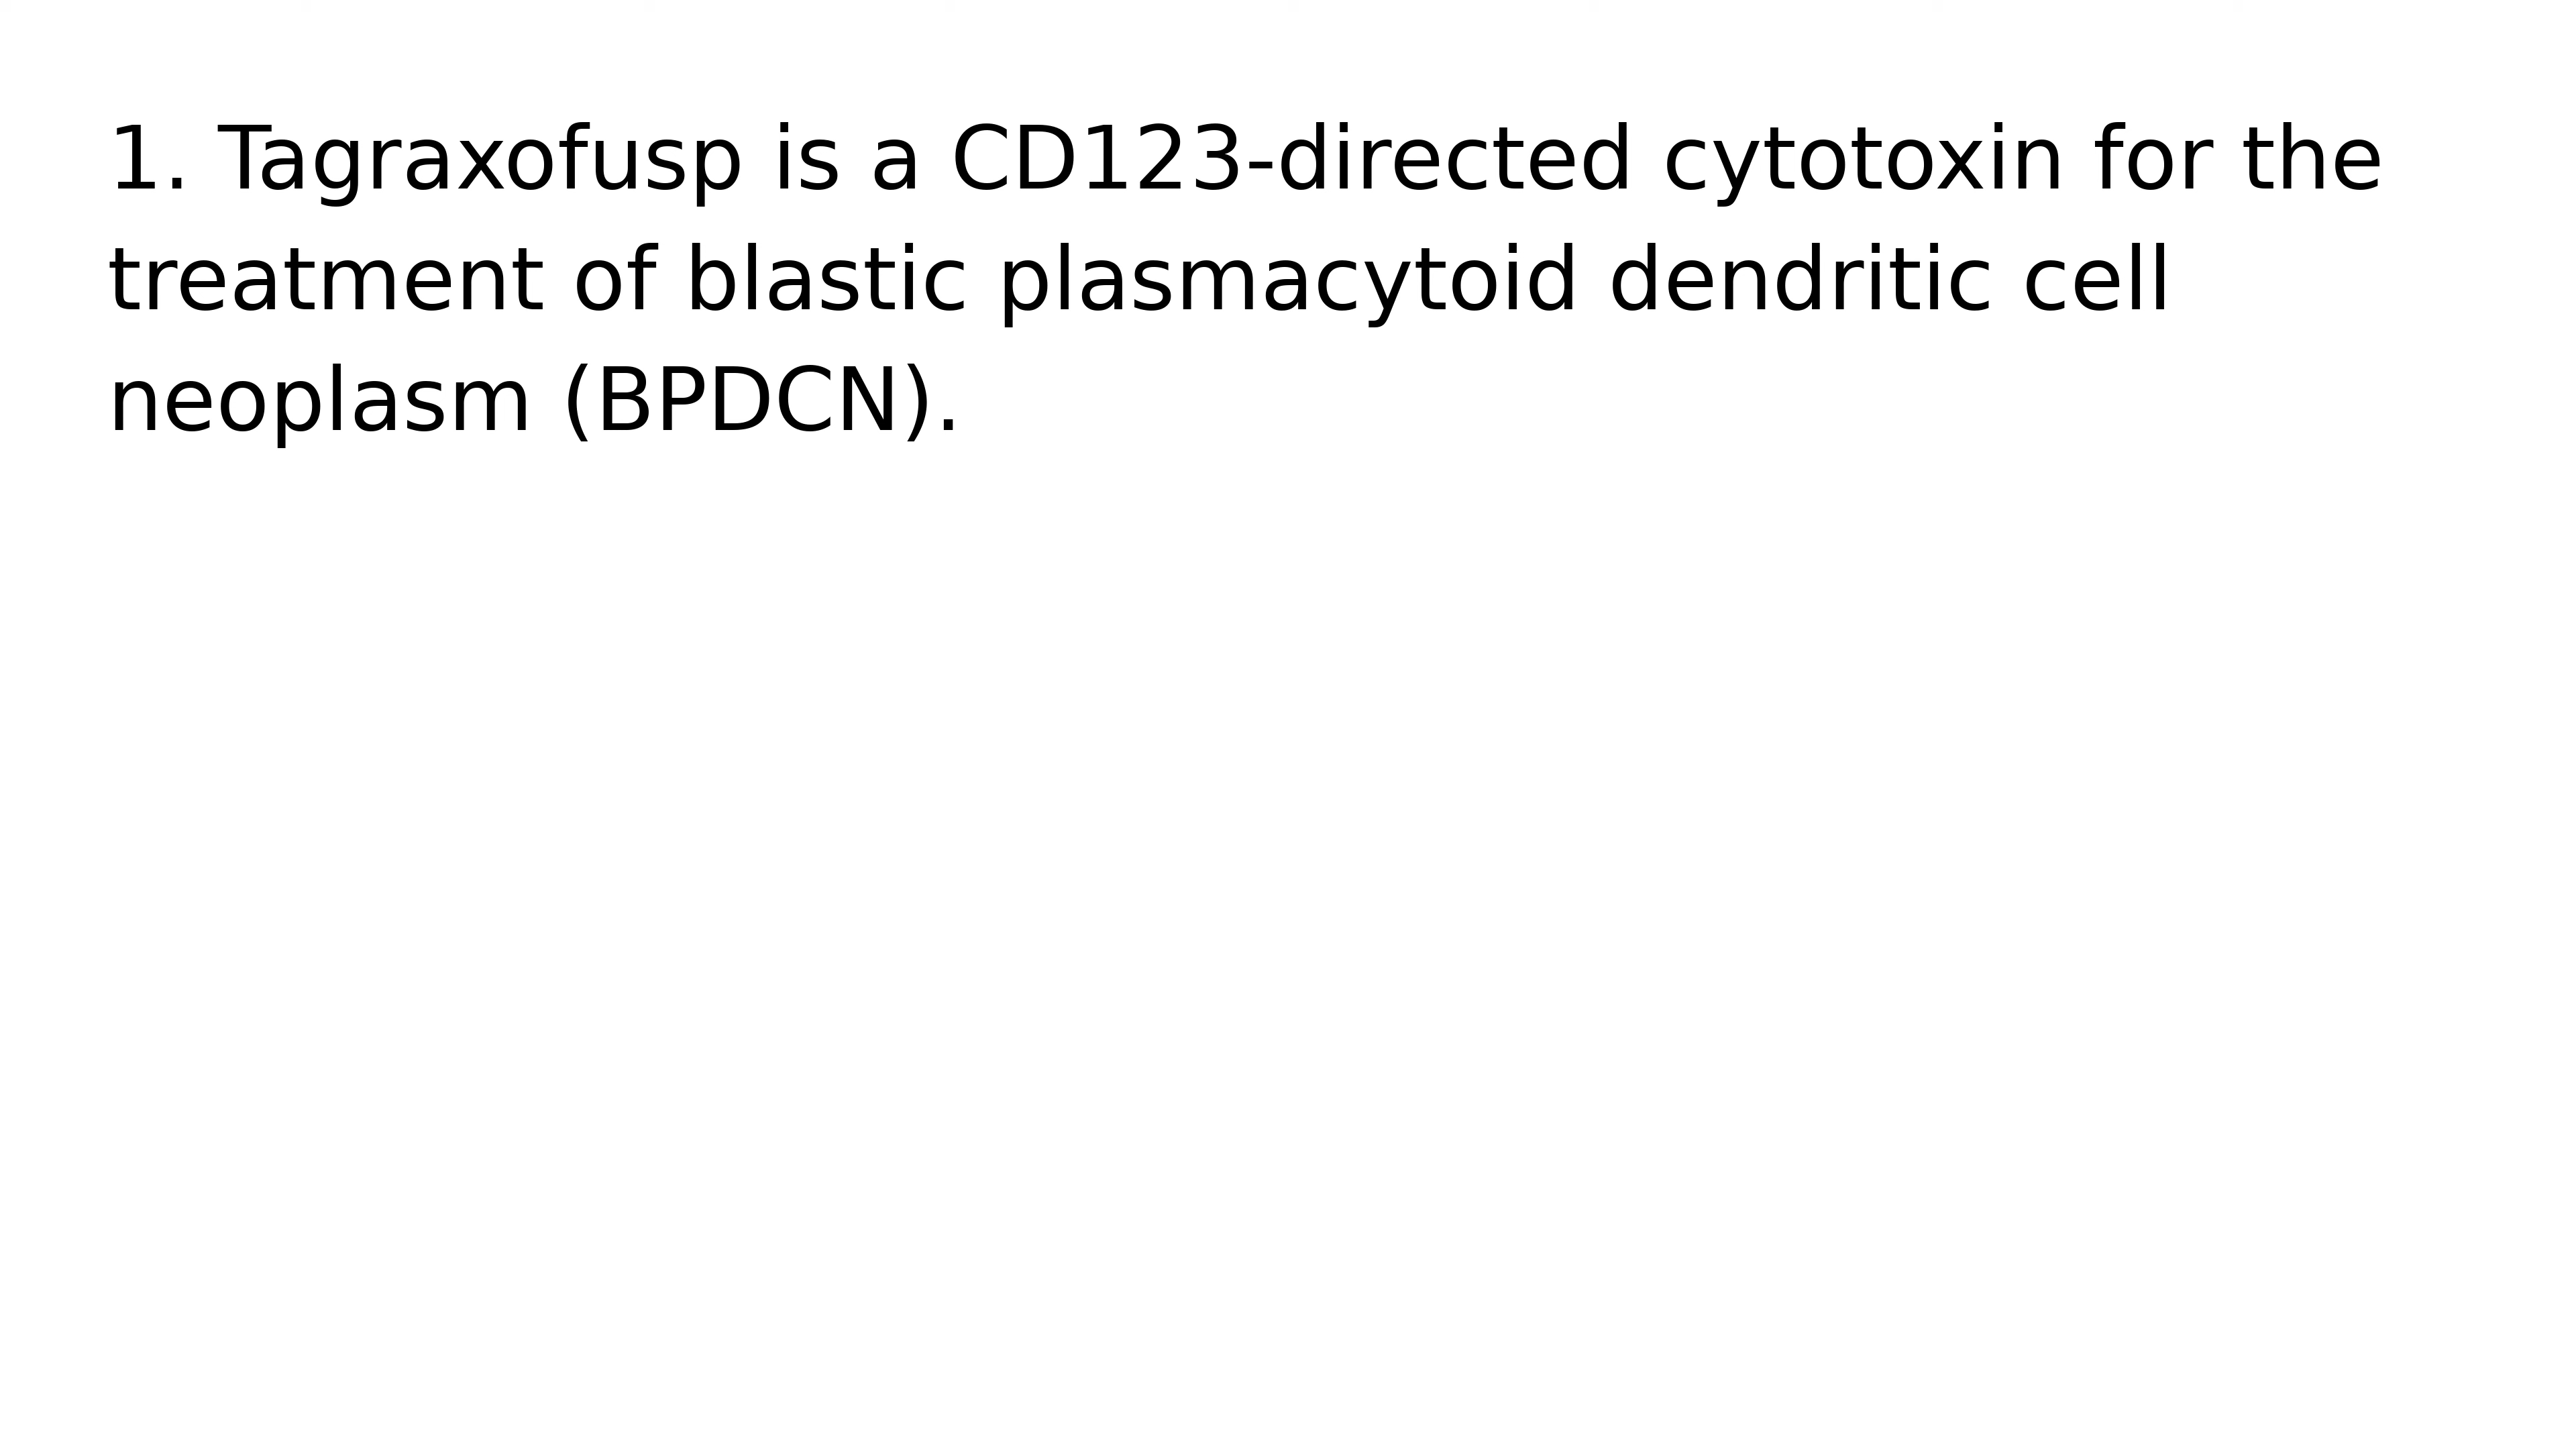 1. Tagraxofusp is a CD123-directed cytotoxin for the
treatment of blastic plasmacytoid dendritic cell
neoplasm (BPDCN).